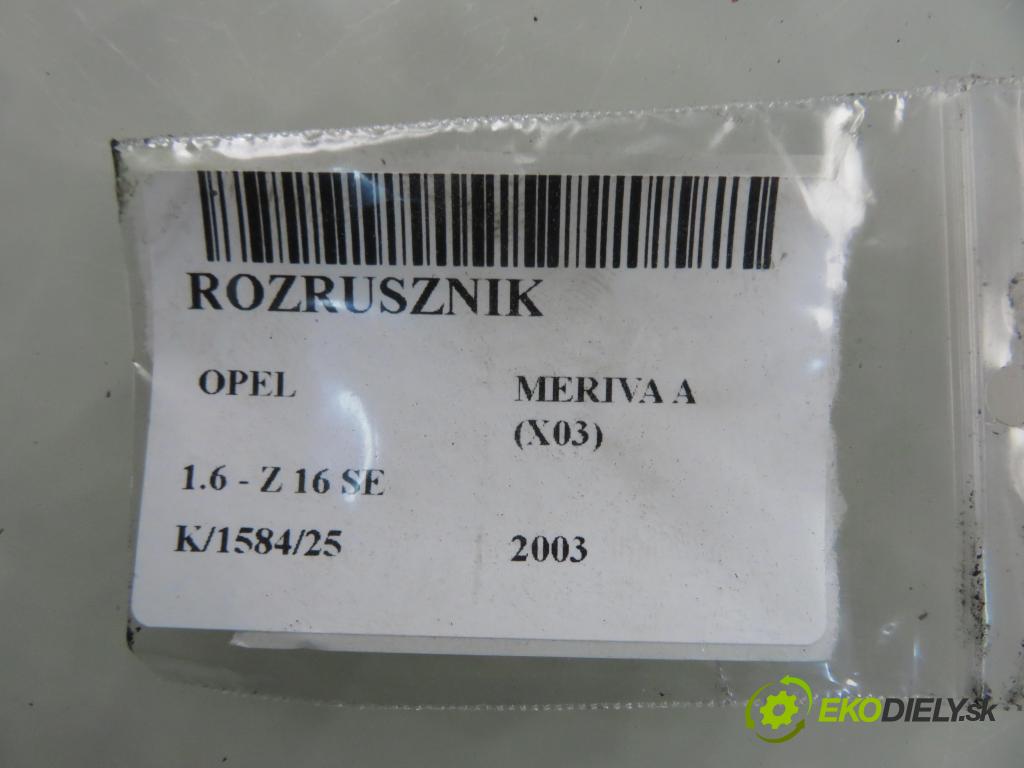 ROZRUSZNIK
OPEL MERIVA A
(X03)
1.6 - Z 16 SE
K/1584/25 2003
EKODIELY.sk